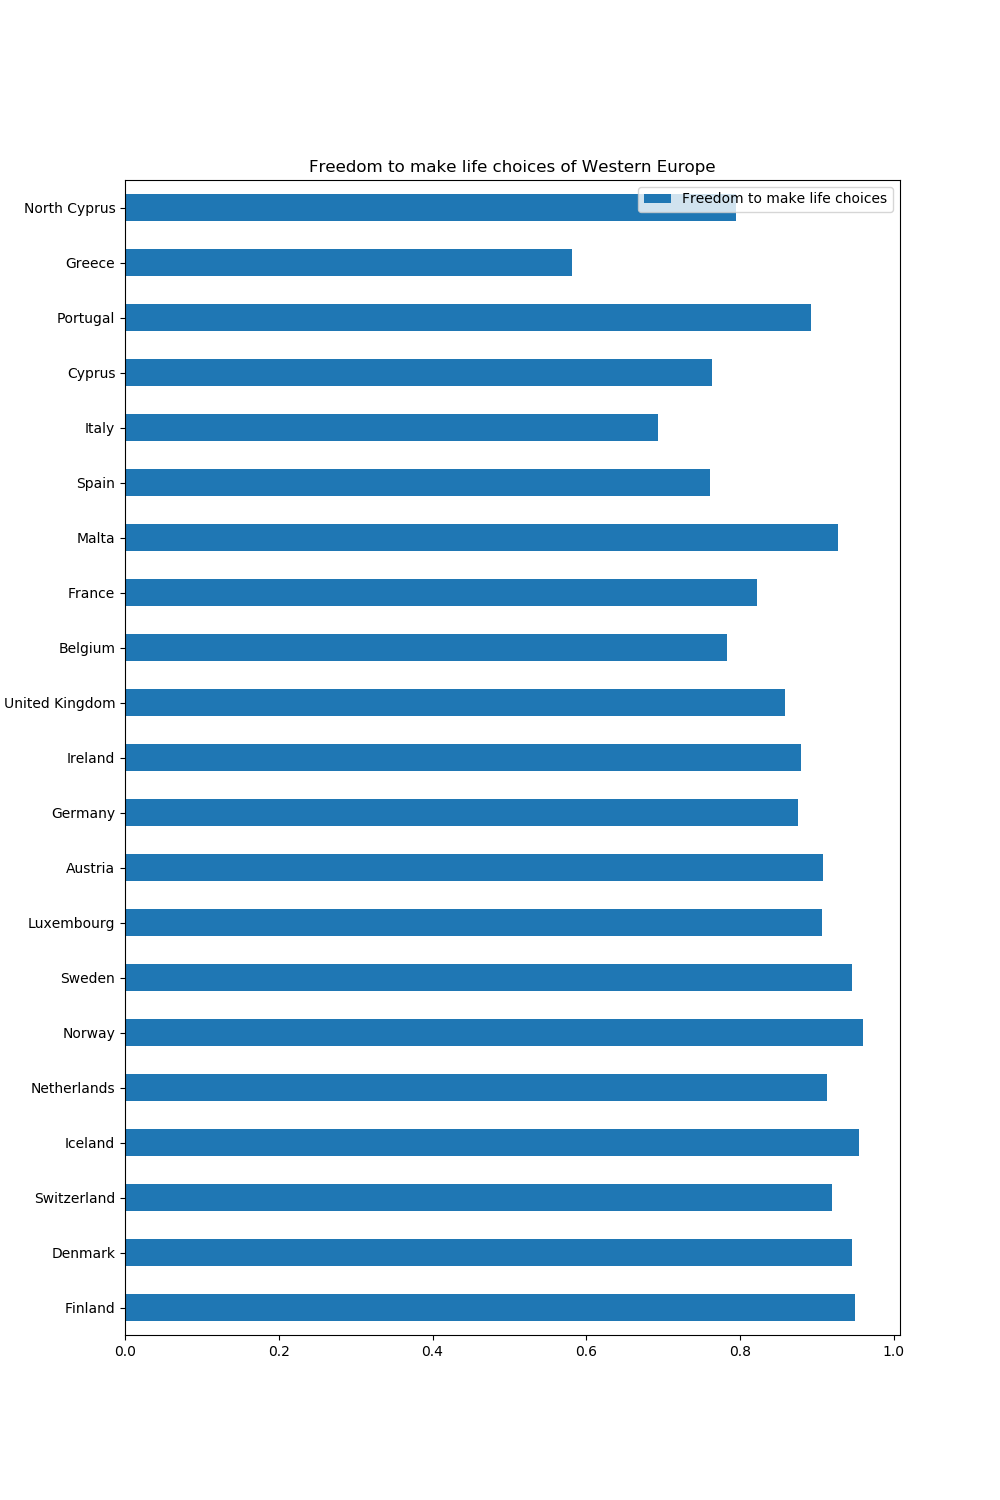 Freedom to make life choices of Western Europe
Freedom to make life choices
North Cyprus
Greece
Portugal
Cyprus
Italy
Spain
Malta
France
Belgium
United Kingdom
Ireland
Germany
Austria
Luxembourg
Sweden
Norway
Netherlands
Iceland
Switzerland
Denmark
Finland
0.0 0.2 0.4 0.6 0.8 1.0